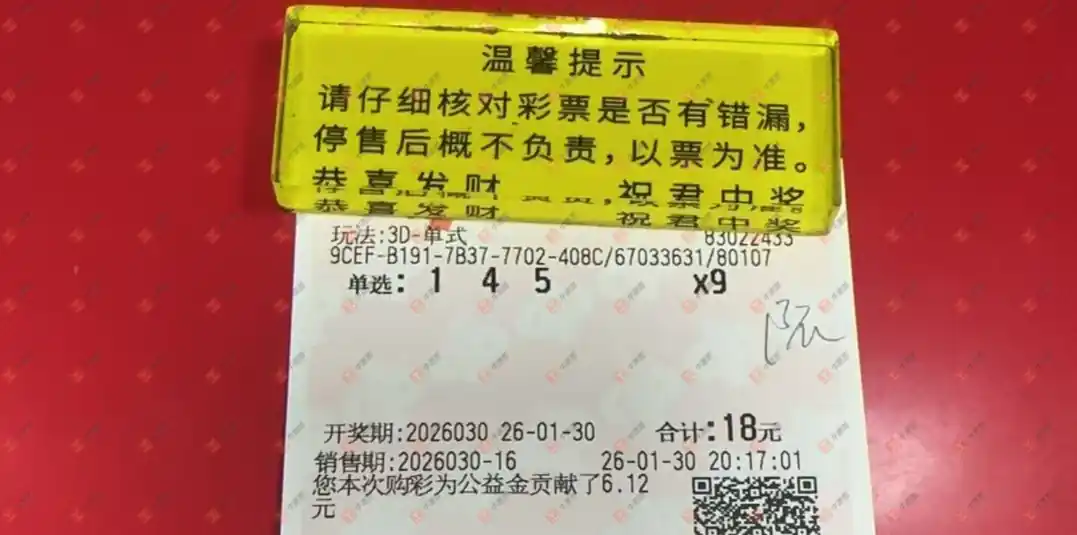 温馨提示
请仔细核对彩票是否有错漏，
停售后概不负责，以票为准。
恭喜发财 祝君中奖
玩法:3D-单式 83022433
9CEF-B191-7B37-7702-408C/67033631/80107
单选: 1 4 5 x9
开奖期:2026030 26-01-30 合计:18元
销售期:2026030-16 26-01-30 20:17:01
您本次购彩为公益金贡献了6.12
元